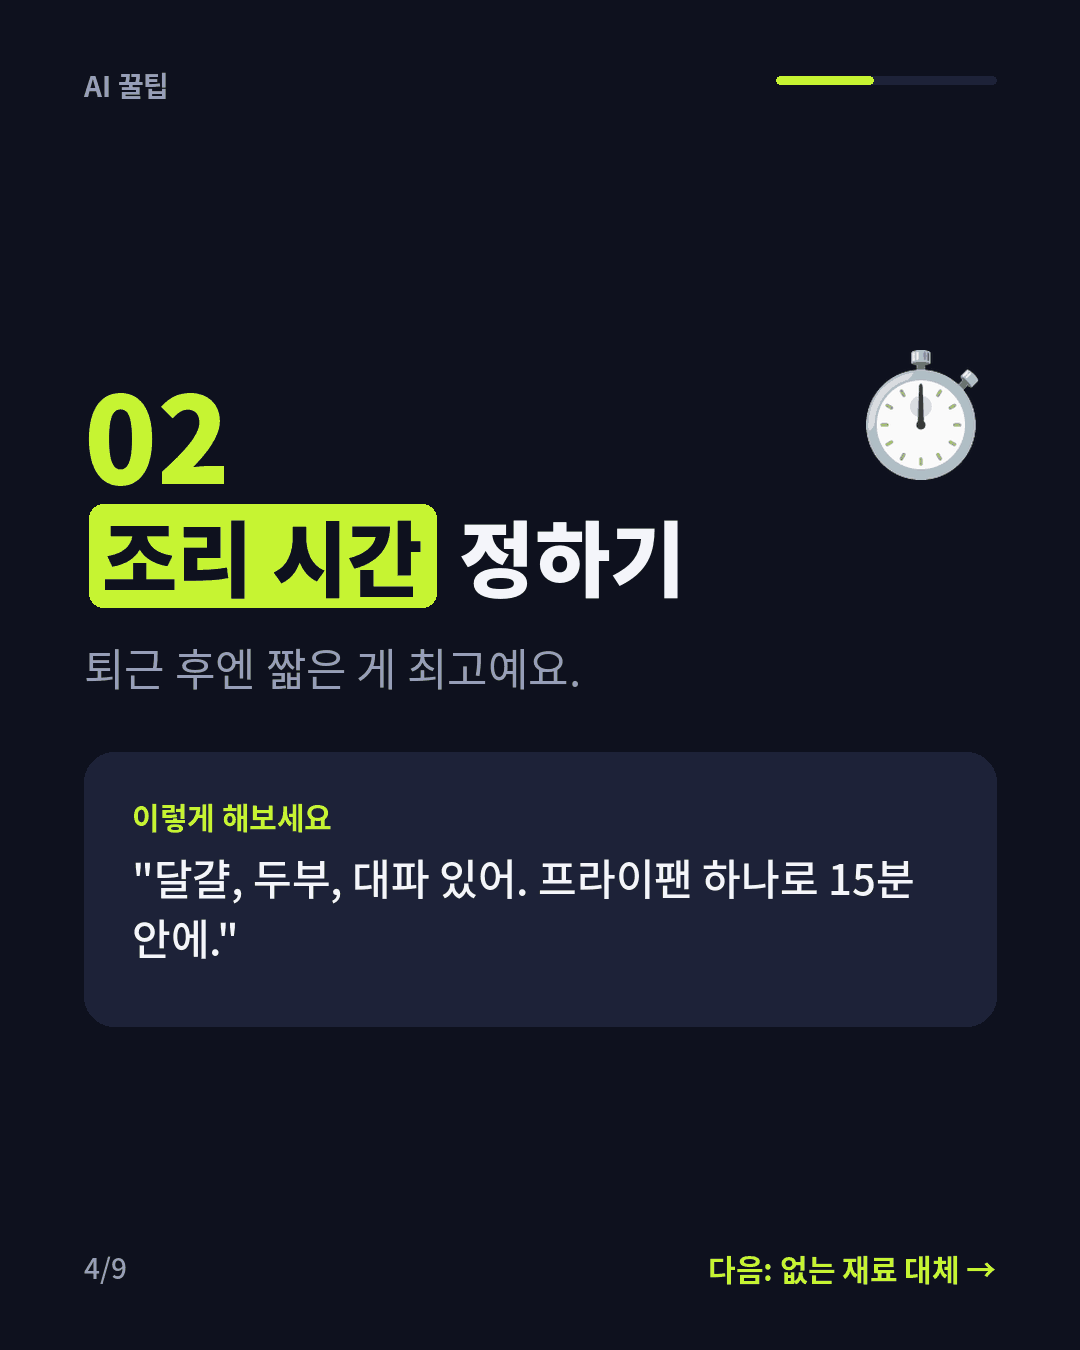 AI 꿀팁
02
조리 시간 정하기
퇴근 후엔 짧은 게 최고예요.
이렇게 해보세요
"달걀, 두부, 대파 있어. 프라이팬 하나로 15분
안에."
4/9
다음: 없는 재료 대체 →